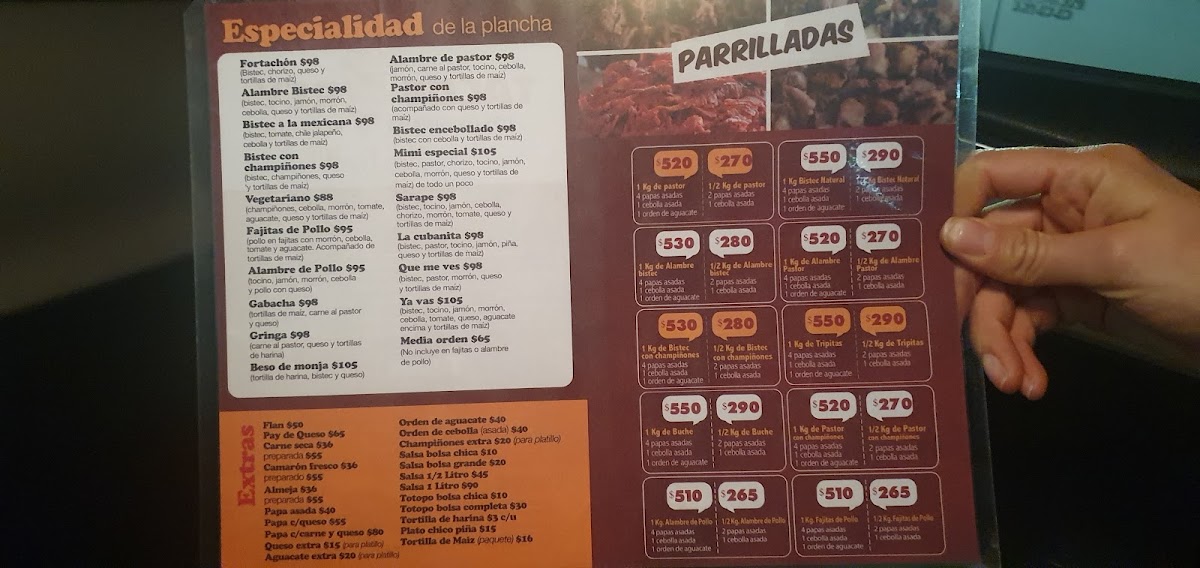 Especialidad de la plancha
Fortachón $98
(Bistec, chorizo, queso y
tortillas de maíz)
Alambre Bistec $98
(bistec, tocino, jamón, morrón,
cebolla, queso y tortillas de maíz)
Bistec a la mexicana $98
(bistec, tomate, chile jalapeño,
cebolla y tortillas de maíz)
Bistec con
champiñones $98
(bistec, champiñones, queso
y tortillas de maíz)
Vegetariano $88
(champiñones, cebolla, morrón, tomate,
aguacate, queso y tortillas de maíz)
Fajitas de Pollo $95
(pollo en fajitas con morrón, cebolla,
tomate y aguacate. Acompañado de
tortillas de maíz)
Alambre de Pollo $95
(tocino, jamón, morrón, cebolla
y pollo con queso)
Gabacha $98
(tortillas de maíz, carne al pastor
y queso)
Gringa $98
(carne al pastor, queso y tortillas
de harina)
Beso de monja $105
(tortilla de harina, bistec y queso)
Alambre de pastor $98
(jamón, carne al pastor, tocino, cebolla,
morrón, queso y tortillas de maíz)
Pastor con
champiñones $98
(acompañado con queso y tortillas de
maíz)
Bistec encebollado $98
(bistec con cebolla y tortillas de maíz)
Mimi especial $105
(bistec, pastor, chorizo, tocino, jamón,
cebolla, morrón, queso y tortillas de
maíz) de todo un poco
Sarape $98
(bistec, tocino, jamón, cebolla,
chorizo, morrón, tomate, queso y
tortillas de maíz)
La cubanita $98
(bistec, pastor, tocino, jamón, piña,
queso y tortillas de maíz)
Que me ves $98
(bistec, pastor, morrón, queso
y tortillas de maíz)
Ya vas $105
(bistec, tocino, jamón, morrón,
cebolla, tomate, queso, aguacate
encima y tortillas de maíz)
Media orden $65
(No incluye en fajitas o alambre
de pollo)
Extras
Flan $50
Pay de Queso $65
Carne seca $36
preparada $55
Camarón fresco $36
preparado $55
Almeja $36
preparada $55
Papa asada $40
Papa c/queso $55
Papa c/carne y queso $80
Queso extra $15 (para platillo)
Aguacate extra $20 (para platillo)
Orden de aguacate $40
Orden de cebolla (asada) $40
Champiñones extra $20 (para platillo)
Salsa bolsa chica $10
Salsa bolsa grande $20
Salsa 1/2 Litro $45
Salsa 1 Litro $90
Totopo bolsa chica $10
Totopo bolsa completa $30
Tortilla de harina $3 c/u
Plato chico piña $15
Tortilla de Maíz (paquete) $16
PARRILLADAS
$520
1 Kg de pastor
4 papas asadas
1 cebolla asada
1 orden de aguacate
$270
1/2 Kg de pastor
2 papas asadas
1 cebolla asada
$550
1 Kg Bistec Natural
4 papas asadas
1 cebolla asada
1 orden de aguacate
$290
Bistec Natural
2 papas asadas
1 cebolla asada
$530
1 Kg de Alambre
bistec
4 papas asadas
1 cebolla asada
1 orden de aguacate
$280
1/2 Kg de Alambre
bistec
2 papas asadas
1 cebolla asada
$520
1 Kg de Alambre
Pastor
4 papas asadas
1 cebolla asada
1 orden de aguacate
$270
1/2 Kg de Alambre
Pastor
2 papas asadas
1 cebolla asada
$530
1 Kg de Bistec
con champiñones
4 papas asadas
1 cebolla asada
1 orden de aguacate
$280
1/2 Kg de Bistec
con champiñones
2 papas asadas
1 cebolla asada
$550
1 Kg de Tripitas
4 papas asadas
1 cebolla asada
1 orden de aguacate
$290
1/2 Kg de Tripitas
2 papas asadas
1 cebolla asada
$550
1 Kg de Buche
4 papas asadas
1 cebolla asada
1 orden de aguacate
$290
1/2 Kg de Buche
2 papas asadas
1 cebolla asada
$520
1 Kg de Pastor
con champiñones
4 papas asadas
1 cebolla asada
1 orden de aguacate
$270
1/2 Kg de Pastor
con champiñones
2 papas asadas
1 cebolla asada
$510
1 Kg. Alambre de Pollo
4 papas asadas
1 cebolla asada
1 orden de aguacate
$265
1/2 Kg. Alambre de Pollo
2 papas asadas
1 cebolla asada
$510
1 Kg. Fajitas de Pollo
4 papas asadas
1 cebolla asada
1 orden de aguacate
$265
1/2 Kg. Fajitas de Pollo
2 papas asadas
1 cebolla asada